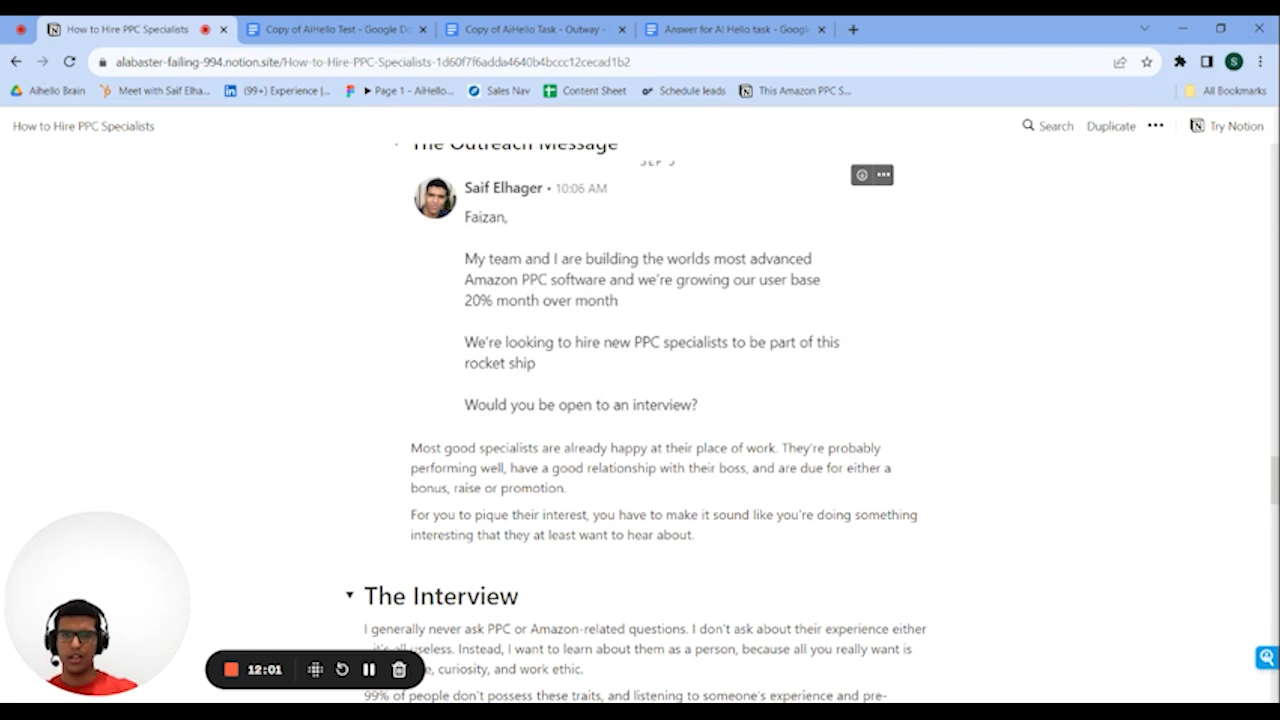 How to Hire PPC Specialists
Copy of AiHello Test - Google Do
Copy of AiHello Task - Outway -
Answer for AI Hello task - Googl
alabaster-failing-994.notion.site/How-to-Hire-PPC-Specialists-1d60f7f6adda4640b4bccc12cecad1b2
S
Aihello Brain
Meet with Saif Elha...
(99+) Experience |...
Page 1 - AiHello...
Sales Nav
Content Sheet
Schedule leads
This Amazon PPC S...
All Bookmarks
How to Hire PPC Specialists
Search
Duplicate
Try Notion
The Outreach Message
SEP 5
Saif Elhager • 10:06 AM
Faizan,
My team and I are building the worlds most advanced
Amazon PPC software and we're growing our user base
20% month over month
We're looking to hire new PPC specialists to be part of this
rocket ship
Would you be open to an interview?
Most good specialists are already happy at their place of work. They're probably
performing well, have a good relationship with their boss, and are due for either a
bonus, raise or promotion.
For you to pique their interest, you have to make it sound like you're doing something
interesting that they at least want to hear about.
The Interview
I generally never ask PPC or Amazon-related questions. I don't ask about their experience either
it's all useless. Instead, I want to learn about them as a person, because all you really want is
curiosity, and work ethic.
12:01
99% of people don't possess these traits, and listening to someone's experience and pre-